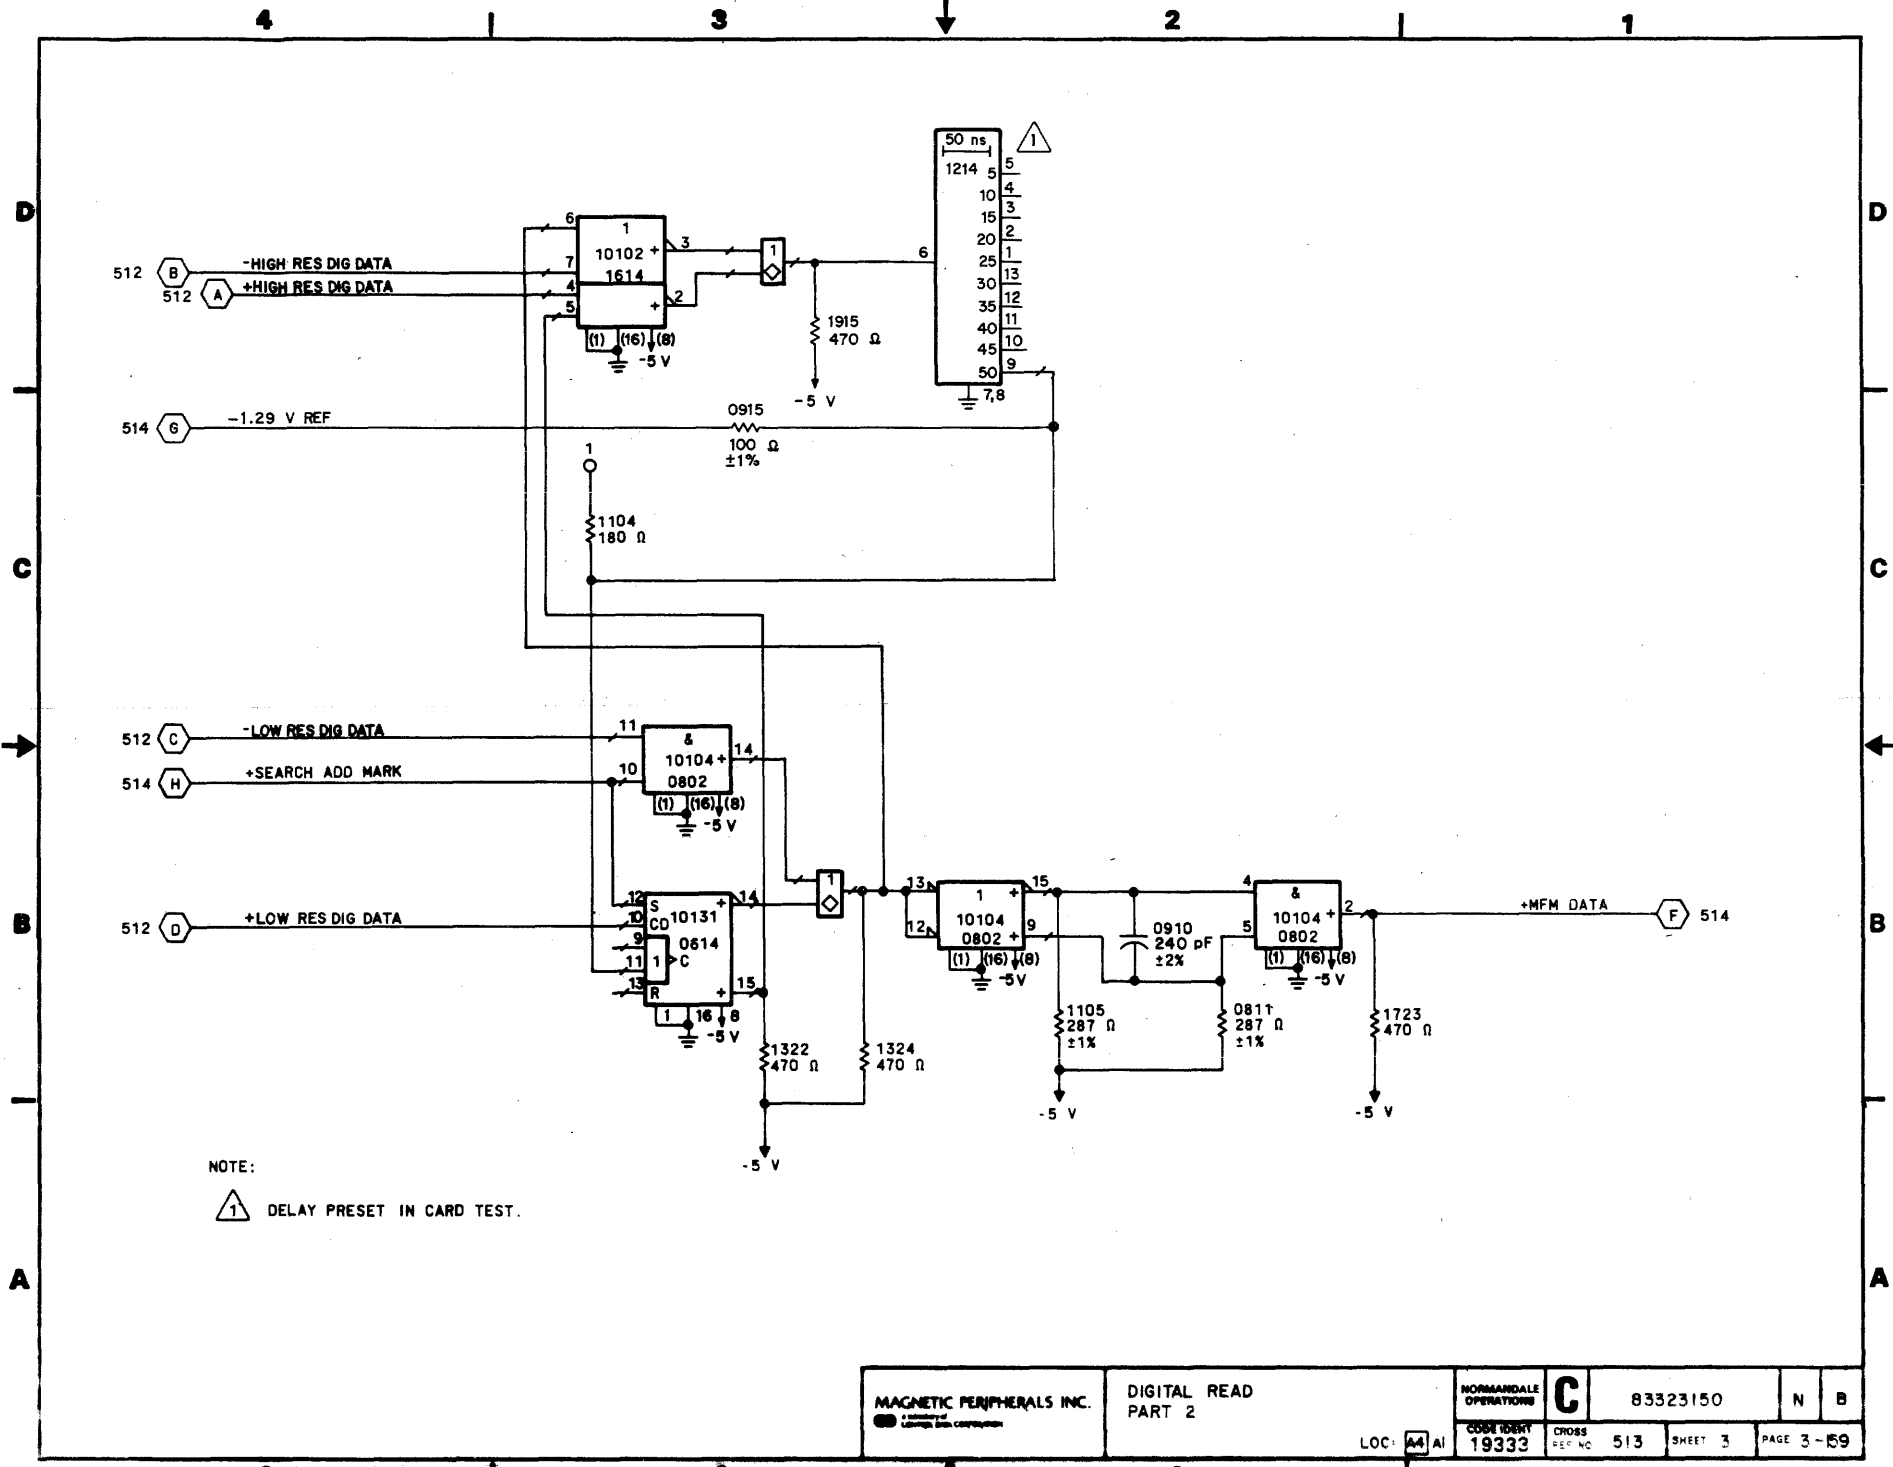 4 3 2 1
50 ns
1
1214
5 5
10 4
15 3
20 2
25 1
30 13
35 12
40 11
45 10
50 9
7,8
6
D D
6 1
10102 + 3
7 1614
4
5 + 2
(1) (16) (8)
-5 V
1
512 B -HIGH RES DIG DATA
512 A +HIGH RES DIG DATA
1915
470 Ω
-5 V
514 G -1.29 V REF
0915
100 Ω
±1%
1
1104
180 Ω
C C
512 C -LOW RES DIG DATA
514 H +SEARCH ADD MARK
11 &
10104 + 14
10 0802
(1) (16) (8)
-5 V
1
512 D +LOW RES DIG DATA
12 S + 14
10 CD 10131
9 0614
11 1 C
13 R + 15
1 16 8
-5 V
13 1 + 15
10104
12 0802 + 9
(1) (16) (8)
-5V
0910
240 pF
±2%
4 &
10104 + 2
5 0802
(1) (16) (8)
-5 V
+MFM DATA F 514
B B
1322
470 Ω
1324
470 Ω
-5 V
1105
287 Ω
±1%
0811
287 Ω
±1%
-5 V
1723
470 Ω
-5 V
NOTE:
1 DELAY PRESET IN CARD TEST.
A A
MAGNETIC PERIPHERALS INC.
a subsidiary of
CONTROL DATA CORPORATION
DIGITAL READ
PART 2
LOC: A4 A1
NORMANDALE
OPERATIONS
C 83323150 N B
CODE IDENT
19333
CROSS
REF NO 513 SHEET 3 PAGE 3-159